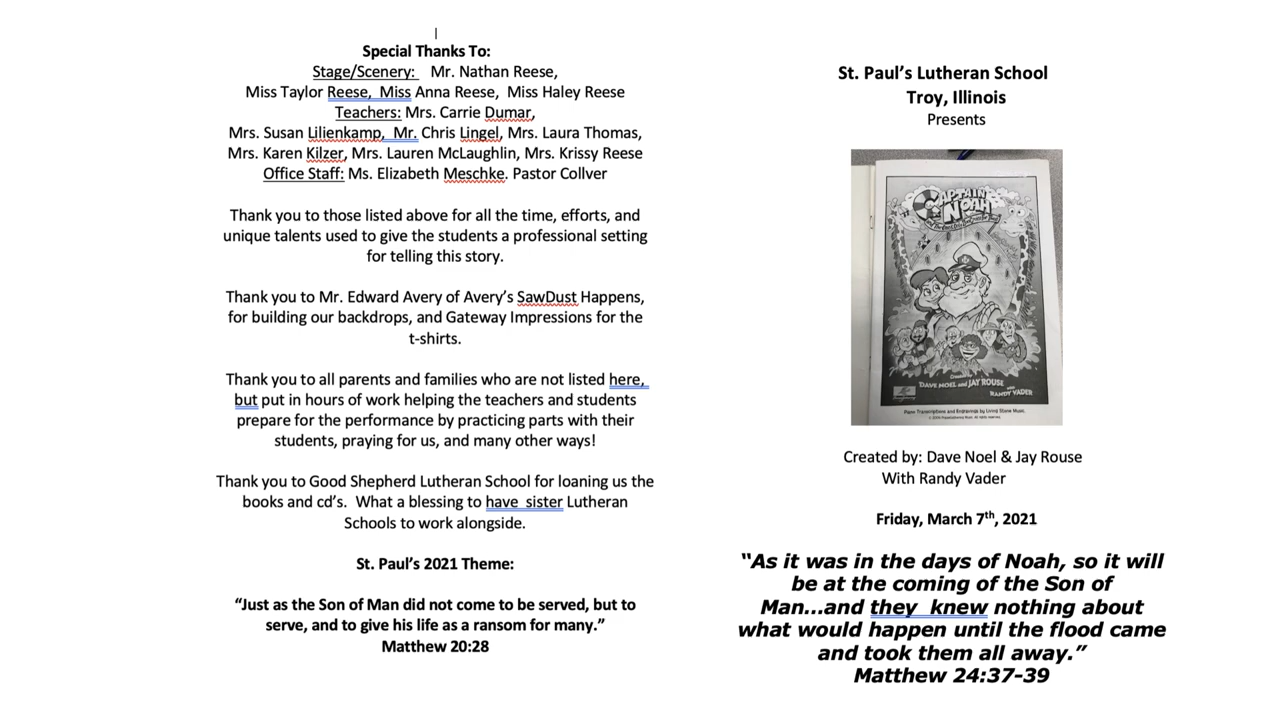 Special Thanks To:
Stage/Scenery: Mr. Nathan Reese,
Miss Taylor Reese, Miss Anna Reese, Miss Haley Reese
Teachers: Mrs. Carrie Dumar,
Mrs. Susan Lilienkamp, Mr. Chris Lingel, Mrs. Laura Thomas,
Mrs. Karen Kilzer, Mrs. Lauren McLaughlin, Mrs. Krissy Reese
Office Staff: Ms. Elizabeth Meschke. Pastor Collver
Thank you to those listed above for all the time, efforts, and
unique talents used to give the students a professional setting
for telling this story.
Thank you to Mr. Edward Avery of Avery's SawDust Happens,
for building our backdrops, and Gateway Impressions for the
t-shirts.
Thank you to all parents and families who are not listed here,
but put in hours of work helping the teachers and students
prepare for the performance by practicing parts with their
students, praying for us, and many other ways!
Thank you to Good Shepherd Lutheran School for loaning us the
books and cd's. What a blessing to have sister Lutheran
Schools to work alongside.
St. Paul's 2021 Theme:
“Just as the Son of Man did not come to be served, but to
serve, and to give his life as a ransom for many.”
Matthew 20:28
St. Paul's Lutheran School
Troy, Illinois
Presents
CAPTAIN
NOAH
Created by
DAVE NOEL and JAY ROUSE
with
RANDY VADER
Piano Transcriptions and Engravings by Living Stone Music.
Created by: Dave Noel & Jay Rouse
With Randy Vader
Friday, March 7th, 2021
“As it was in the days of Noah, so it will
be at the coming of the Son of
Man...and they knew nothing about
what would happen until the flood came
and took them all away.”
Matthew 24:37-39